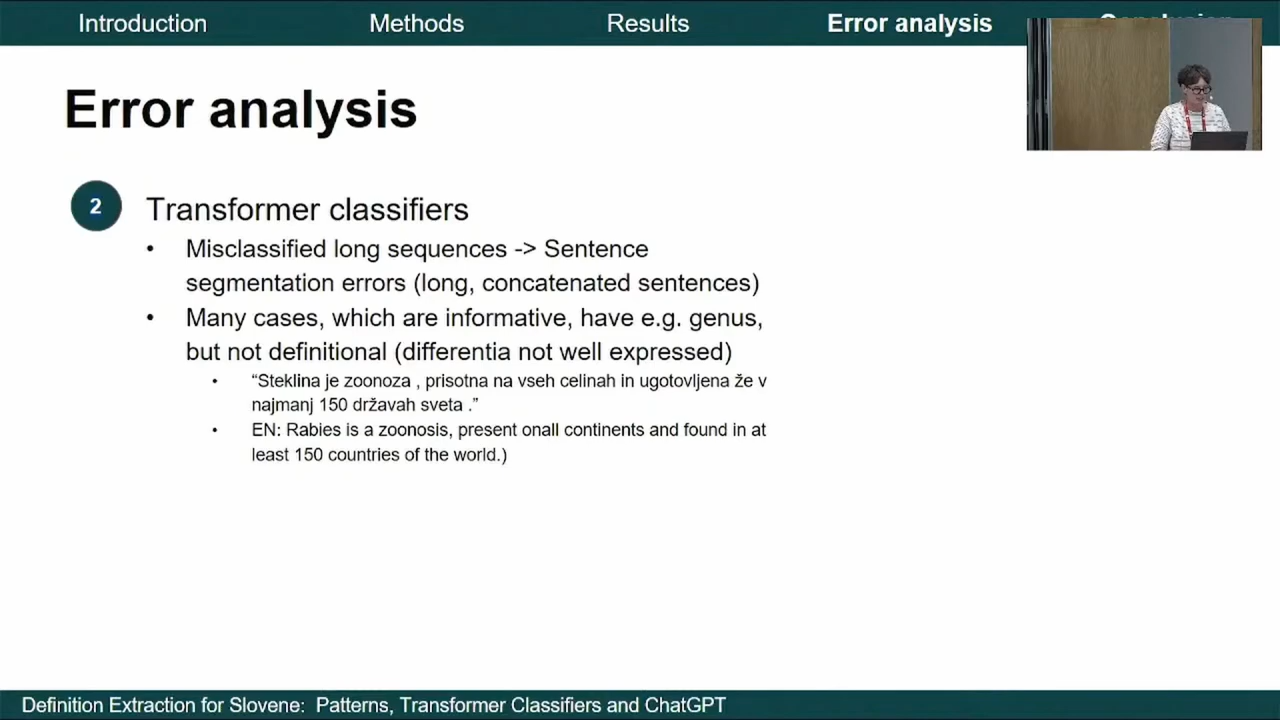 Introduction Methods Results Error analysis
Error analysis
2 Transformer classifiers
• Misclassified long sequences -> Sentence
segmentation errors (long, concatenated sentences)
• Many cases, which are informative, have e.g. genus,
but not definitional (differentia not well expressed)
• “Steklina je zoonoza , prisotna na vseh celinah in ugotovljena že v
najmanj 150 državah sveta .”
• EN: Rabies is a zoonosis, present onall continents and found in at
least 150 countries of the world.)
Definition Extraction for Slovene: Patterns, Transformer Classifiers and ChatGPT